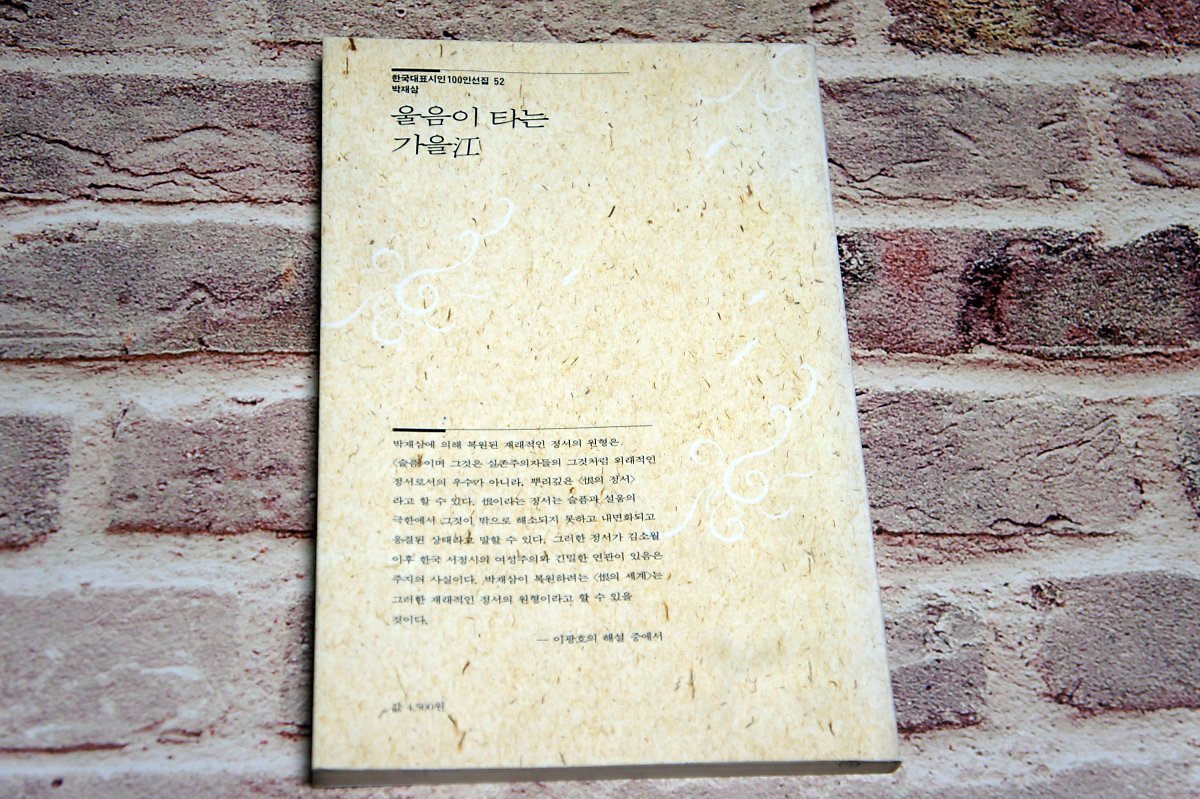 한국대표시인100인선집 52
박재삼
울음이 타는
가을江
박재삼에 의해 복원된 재래적인 정서의 원형은
〈슬픔〉이며 그것은 실존주의자들의 그것처럼 외래적인
정서로서의 우수가 아니라, 뿌리깊은 〈恨의 정서〉
라고 할 수 있다. 恨이라는 정서는 슬픔과 설움의
극한에서 그것이 밖으로 해소되지 못하고 내면화되고
응결된 상태라고 말할 수 있다. 그러한 정서가 김소월
이후 한국 서정시의 여성주의와 긴밀한 연관이 있음은
주지의 사실이다. 박재삼이 복원하려는 〈恨의 세계〉는
그러한 재래적인 정서의 원형이라고 할 수 있을
것이다.
— 이광호의 해설 중에서
값 4,500원